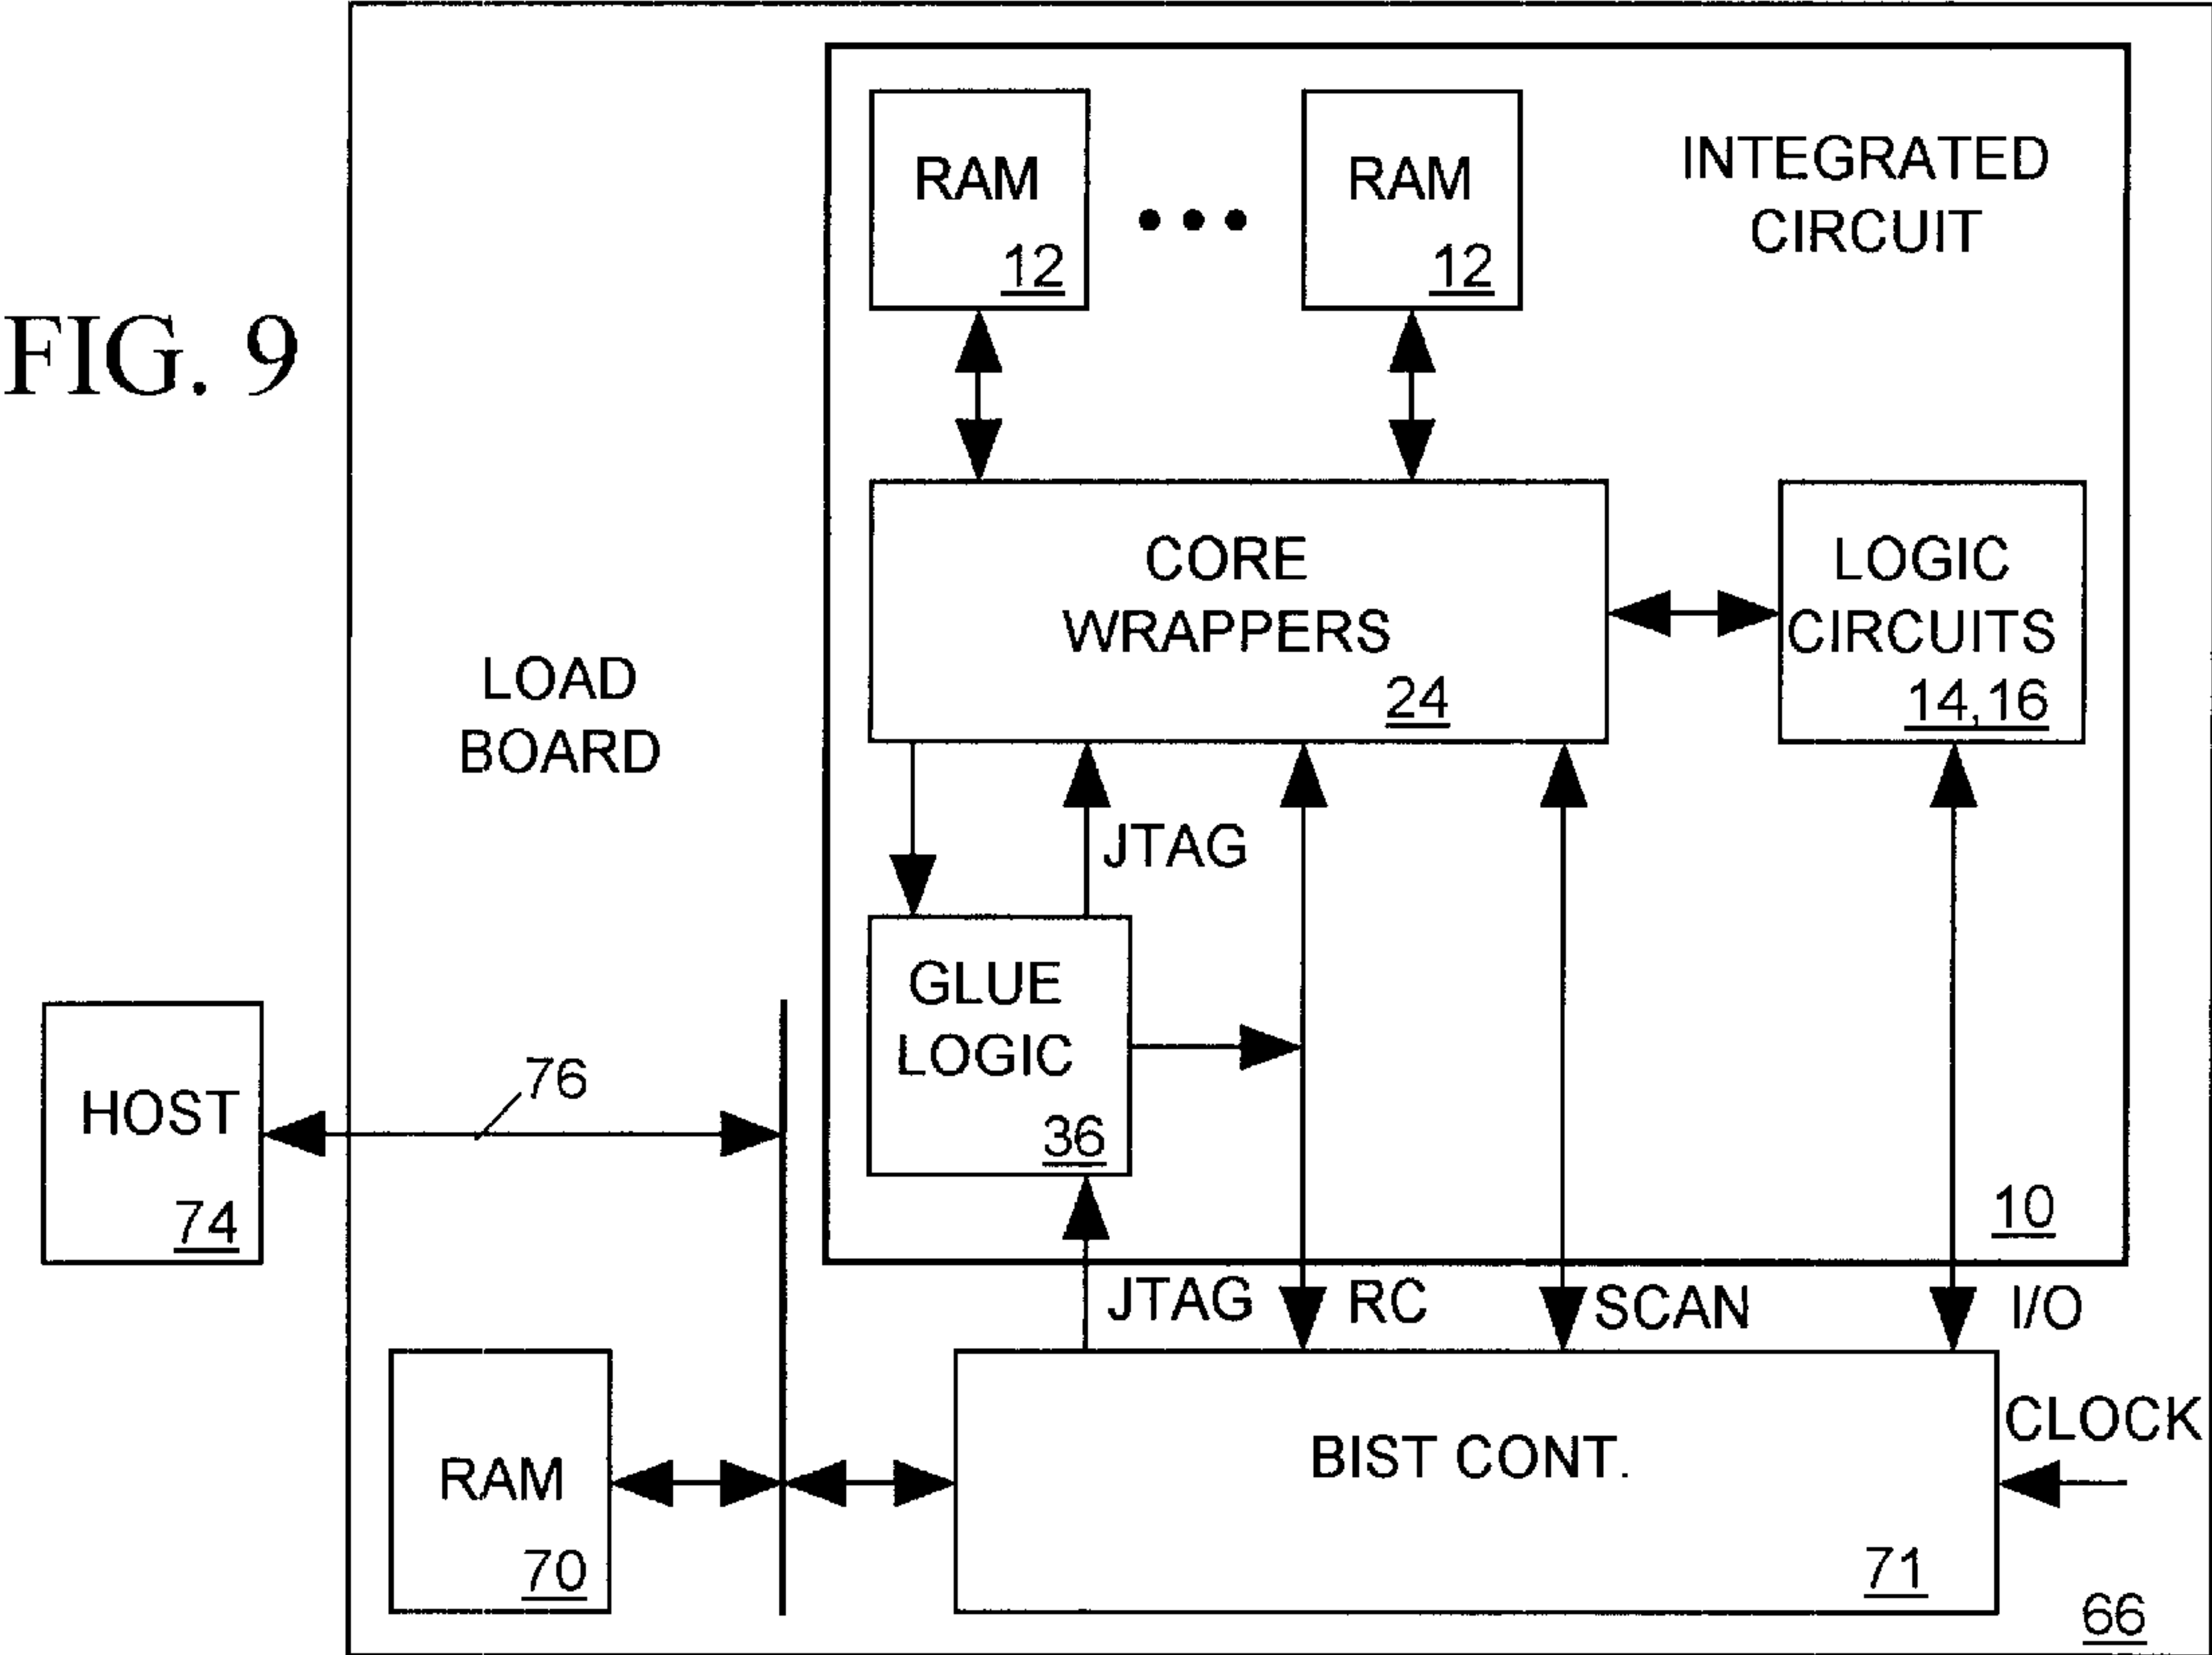 FIG. 9
RAM
12
RAM
12
INTEGRATED
CIRCUIT
CORE
WRAPPERS
24
LOGIC
CIRCUITS
14,16
LOAD
BOARD
JTAG
GLUE
LOGIC
36
HOST
74
76
10
JTAG
RC
SCAN
I/O
RAM
70
BIST CONT.
71
CLOCK
66